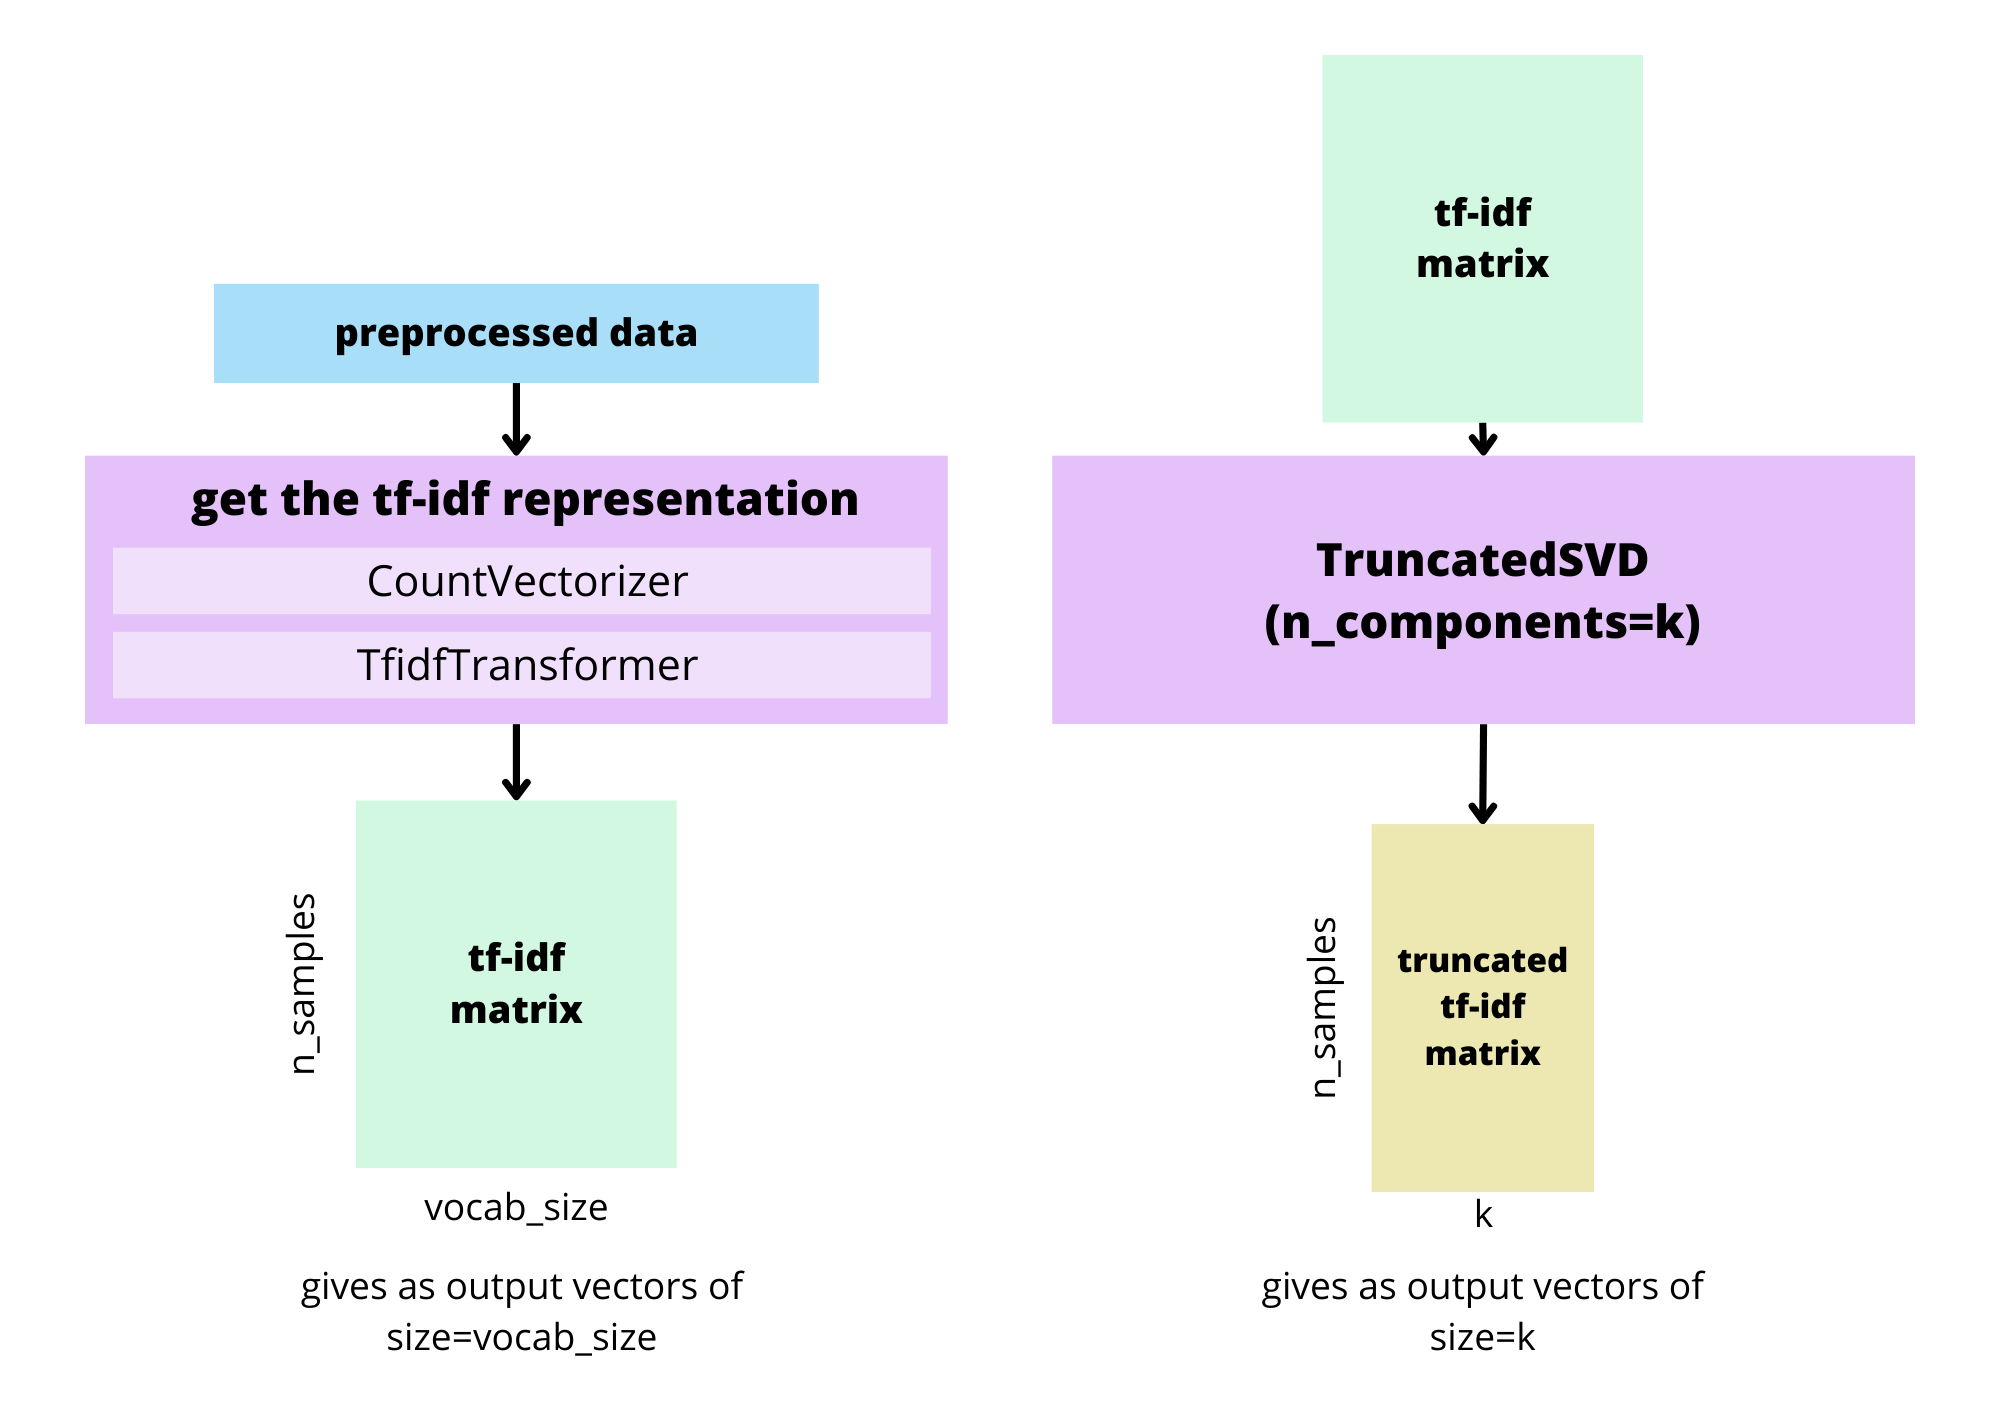 preprocessed data
get the tf-idf representation
CountVectorizer
TfidfTransformer
n_samples
tf-idf
matrix
vocab_size
gives as output vectors of
size=vocab_size
tf-idf
matrix
TruncatedSVD
(n_components=k)
n_samples
truncated
tf-idf
matrix
k
gives as output vectors of
size=k